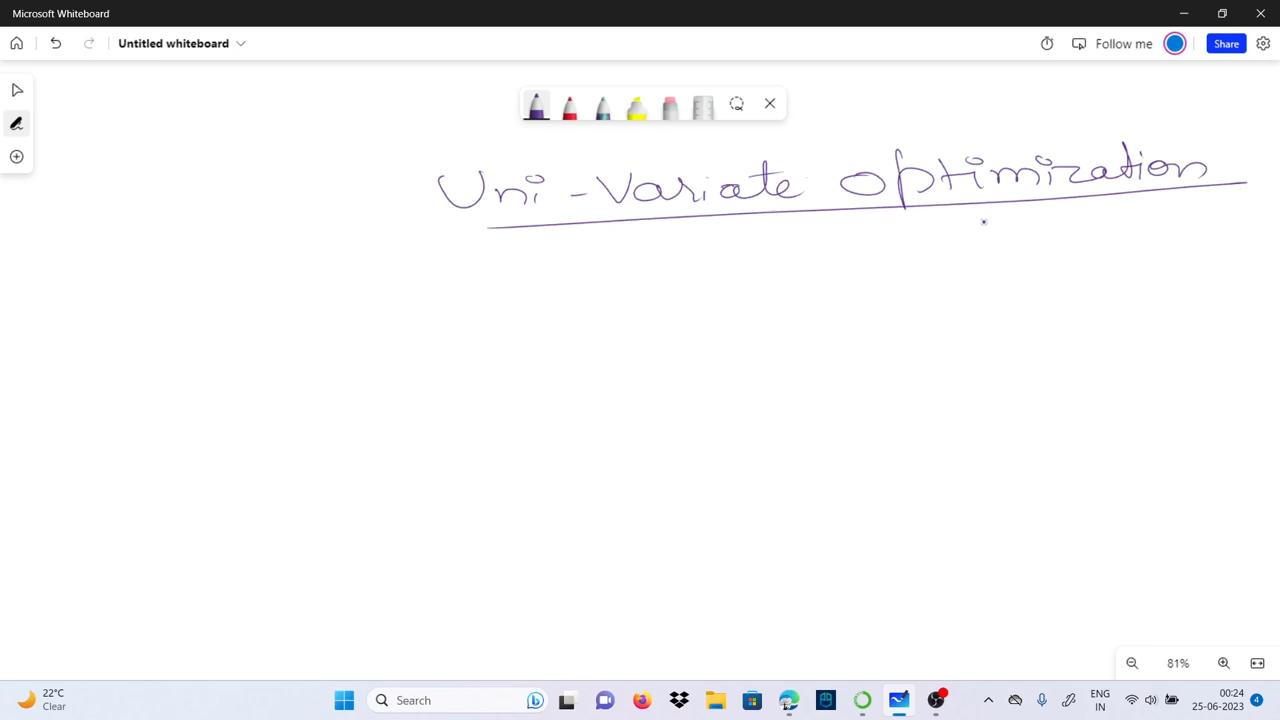 Microsoft Whiteboard
Untitled whiteboard
Follow me
Share
Uni-Variate Optimization
81%
22°C
Clear
Search
ENG
IN
00:24
25-06-2023
4